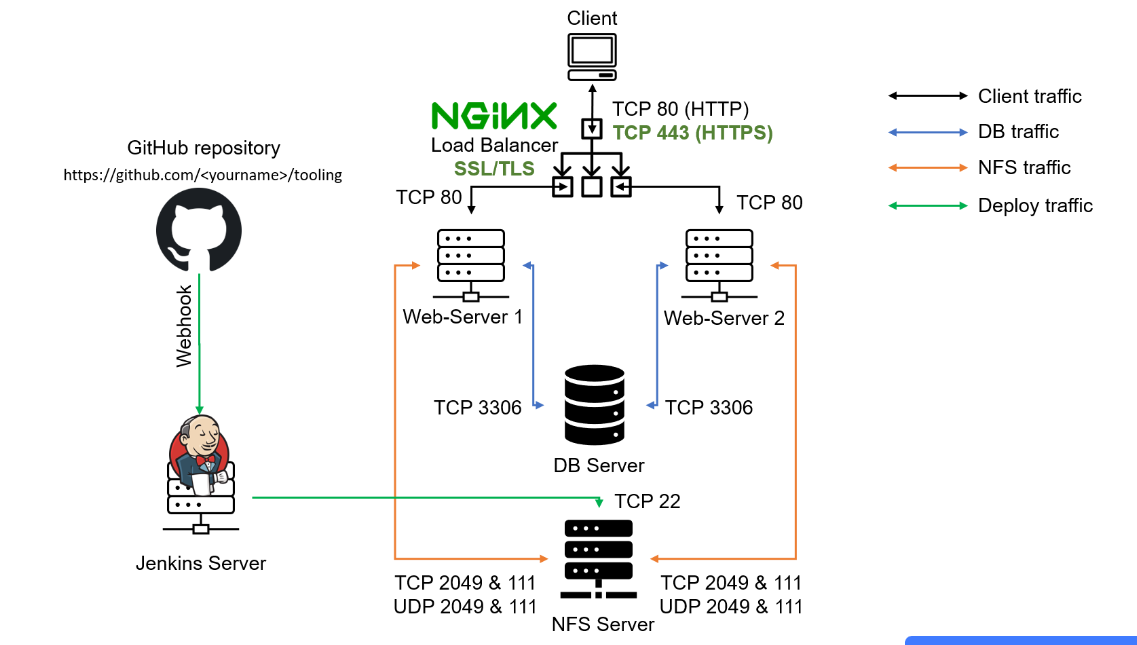 Client
NGINX
TCP 80 (HTTP)
TCP 443 (HTTPS)
Load Balancer
SSL/TLS
Client traffic
DB traffic
NFS traffic
Deploy traffic
GitHub repository
https://github.com/<yourname>/tooling
TCP 80
TCP 80
Webhook
Web-Server 1
Web-Server 2
TCP 3306
TCP 3306
DB Server
TCP 22
Jenkins Server
TCP 2049 & 111
UDP 2049 & 111
TCP 2049 & 111
UDP 2049 & 111
NFS Server